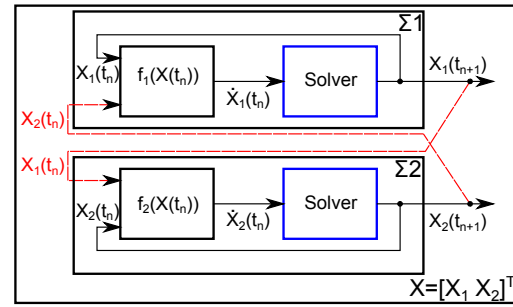 Σ1
X₁(tₙ)
f₁(X(tₙ))
Ẋ₁(tₙ)
Solver
X₁(tₙ₊₁)
X₂(tₙ)
X₁(tₙ)
Σ2
X₂(tₙ)
f₂(X(tₙ))
Ẋ₂(tₙ)
Solver
X₂(tₙ₊₁)
X=[X₁ X₂]ᵀ